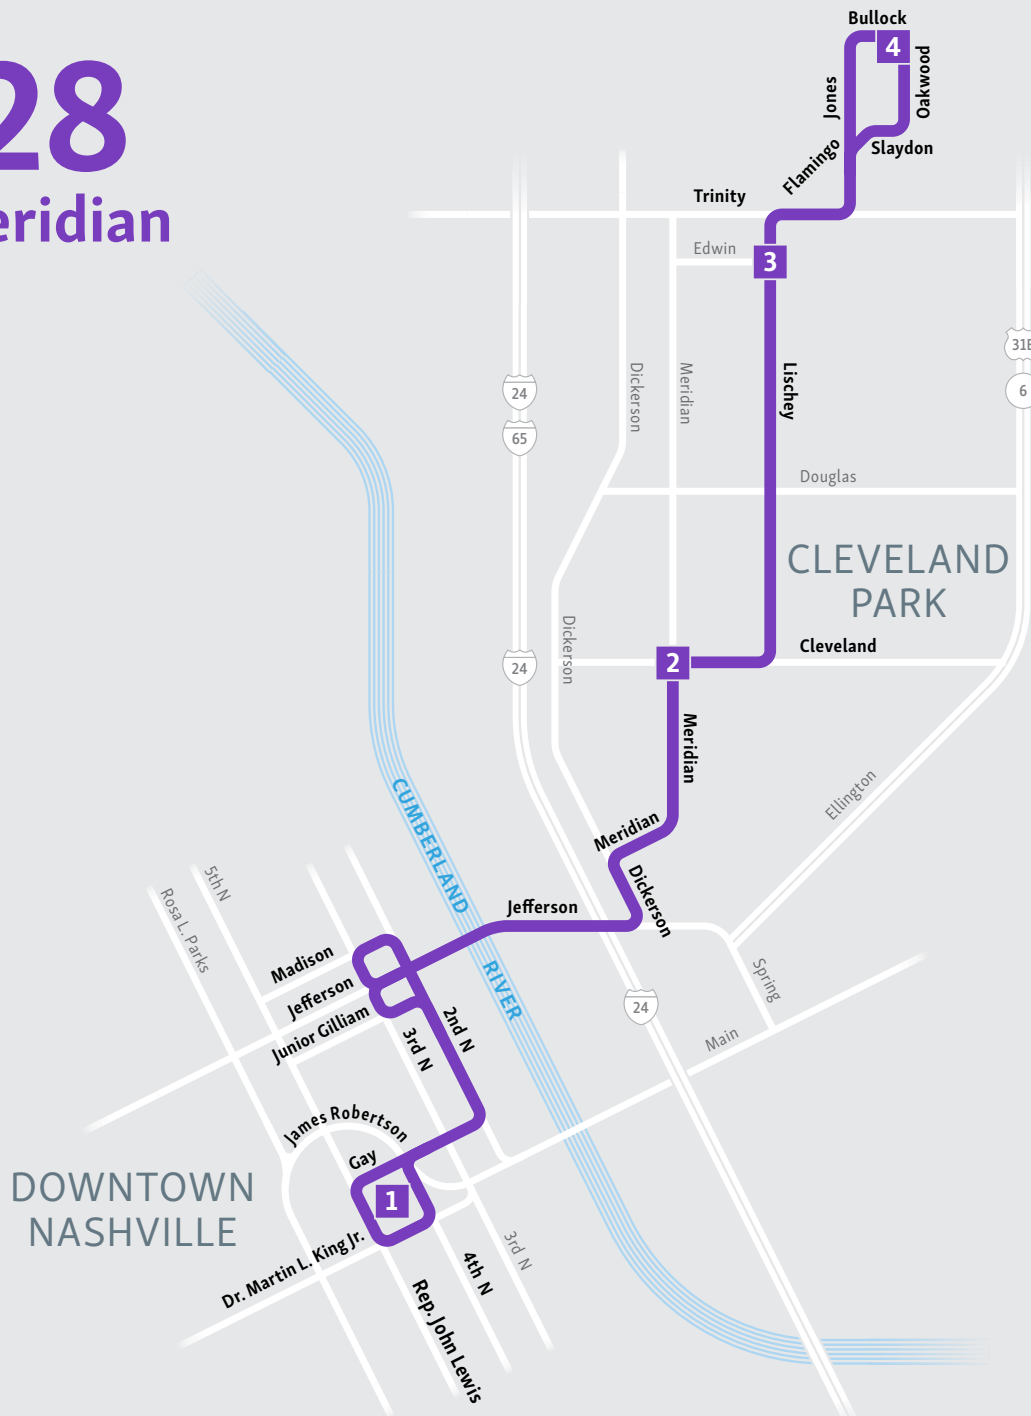 28
eridian
Bullock
4
Jones
Oakwood
Flamingo
Slaydon
Trinity
Edwin
3
Dickerson
Meridian
Lischey
24
65
31E
6
Douglas
CLEVELAND
PARK
Dickerson
24
2
Cleveland
Meridian
Ellington
Meridian
Dickerson
CUMBERLAND
RIVER
Jefferson
5th N
Rosa L. Parks
Madison
Jefferson
Junior Gilliam
2nd N
3rd N
Spring
24
Main
James Robertson
Gay
1
DOWNTOWN
NASHVILLE
Dr. Martin L. King Jr.
3rd N
4th N
Rep. John Lewis